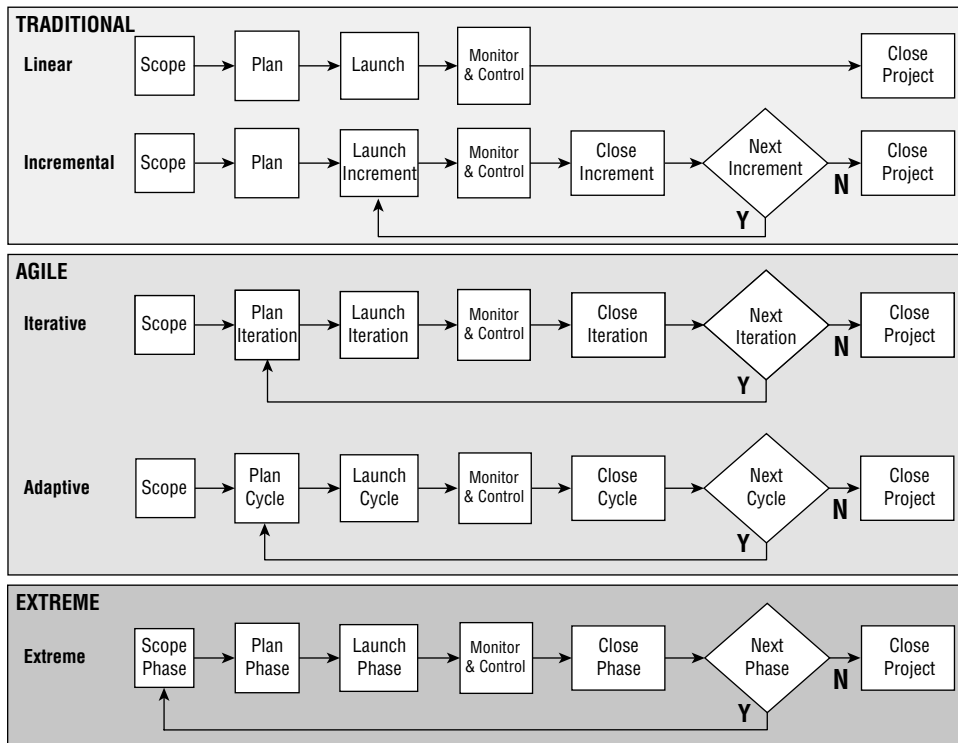 TRADITIONAL
Linear
Scope
Plan
Launch
Monitor
& Control
Close
Project
Incremental
Scope
Plan
Launch
Increment
Monitor
& Control
Close
Increment
Next
Increment
N
Close
Project
Y
AGILE
Iterative
Scope
Plan
Iteration
Launch
Iteration
Monitor
& Control
Close
Iteration
Next
Iteration
N
Close
Project
Y
Adaptive
Scope
Plan
Cycle
Launch
Cycle
Monitor
& Control
Close
Cycle
Next
Cycle
N
Close
Project
Y
EXTREME
Extreme
Scope
Phase
Plan
Phase
Launch
Phase
Monitor
& Control
Close
Phase
Next
Phase
N
Close
Project
Y